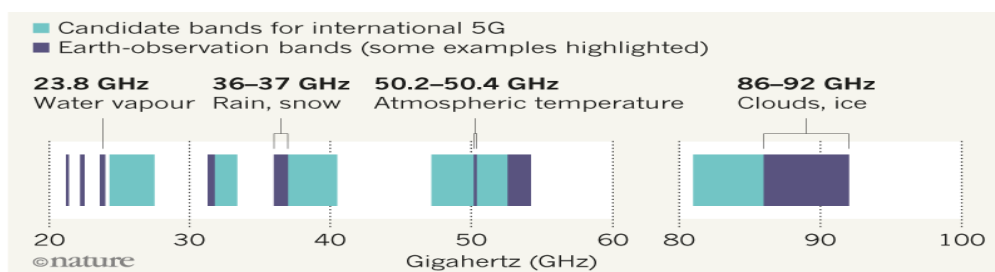 Candidate bands for international 5G
Earth-observation bands (some examples highlighted)
23.8 GHz
Water vapour
36–37 GHz
Rain, snow
50.2–50.4 GHz
Atmospheric temperature
86–92 GHz
Clouds, ice
20 30 40 50 60 80 90 100
©nature Gigahertz (GHz)